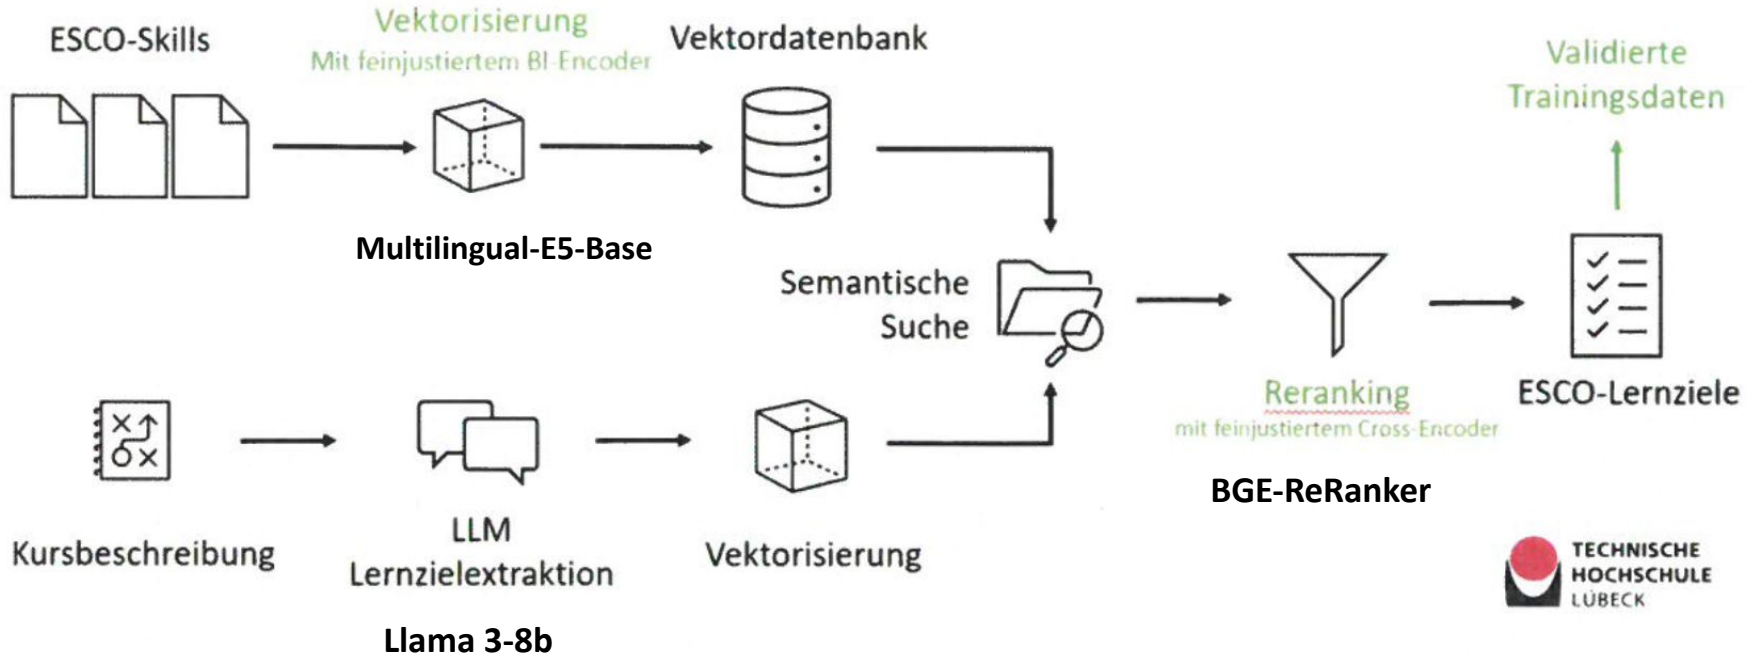 ESCO-Skills
Vektorisierung
Mit feinjustiertem BI-Encoder
Vektordatenbank
Multilingual-E5-Base
Validierte
Trainingsdaten
Semantische
Suche
Reranking
mit feinjustiertem Cross-Encoder
BGE-ReRanker
ESCO-Lernziele
Kursbeschreibung
LLM
Lernzielextraktion
Llama 3-8b
Vektorisierung
TECHNISCHE
HOCHSCHULE
LÜBECK